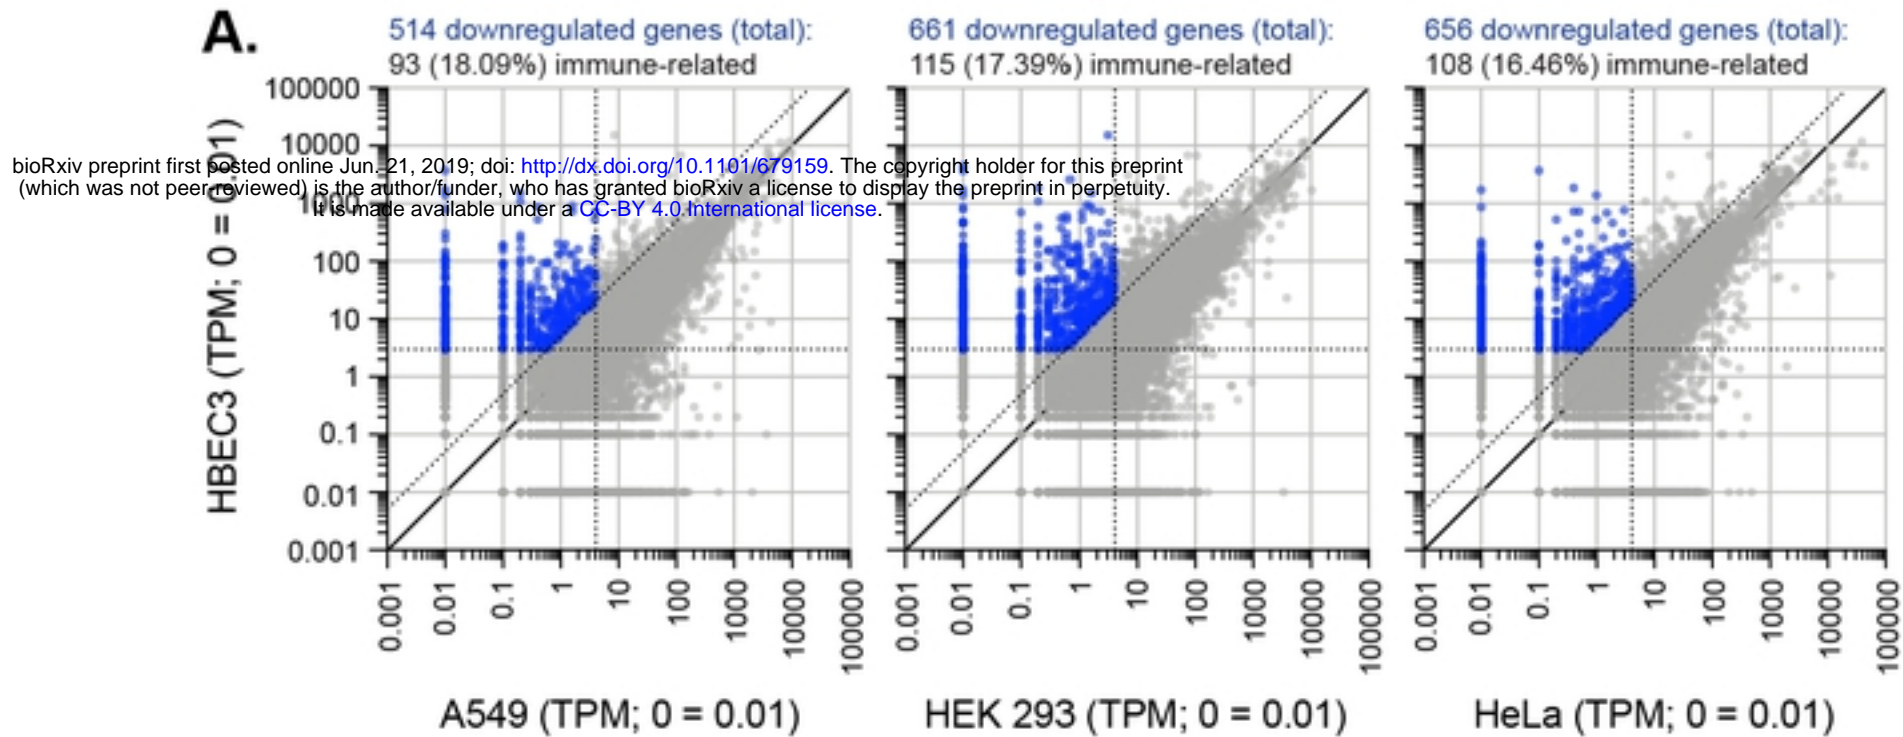 A.
514 downregulated genes (total):
93 (18.09%) immune-related
661 downregulated genes (total):
115 (17.39%) immune-related
656 downregulated genes (total):
108 (16.46%) immune-related
bioRxiv preprint first posted online Jun. 21, 2019; doi: http://dx.doi.org/10.1101/679159. The copyright holder for this preprint
(which was not peer-reviewed) is the author/funder, who has granted bioRxiv a license to display the preprint in perpetuity.
It is made available under a CC-BY 4.0 International license.
HBEC3 (TPM; 0 = 0.01)
100000
10000
1000
100
10
1
0.1
0.01
0.001
0.001 0.01 0.1 1 10 100 1000 10000 100000
0.001 0.01 0.1 1 10 100 1000 10000 100000
0.001 0.01 0.1 1 10 100 1000 10000 100000
A549 (TPM; 0 = 0.01)
HEK 293 (TPM; 0 = 0.01)
HeLa (TPM; 0 = 0.01)